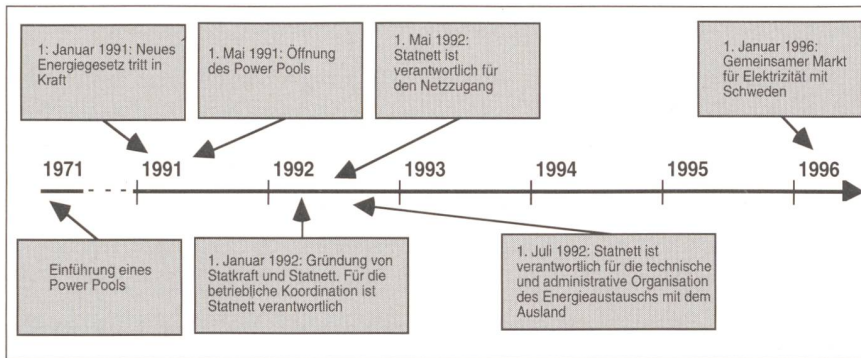 1: Januar 1991: Neues
Energiegesetz tritt in
Kraft
1. Mai 1991: Öffnung
des Power Pools
1. Mai 1992:
Statnett ist
verantwortlich für
den Netzzugang
1. Januar 1996:
Gemeinsamer Markt
für Elektrizität mit
Schweden
1971 1991 1992 1993 1994 1995 1996
Einführung eines
Power Pools
1. Januar 1992: Gründung von
Statkraft und Statnett. Für die
betriebliche Koordination ist
Statnett verantwortlich
1. Juli 1992: Statnett ist
verantwortlich für die technische
und administrative Organisation
des Energieaustauschs mit dem
Ausland